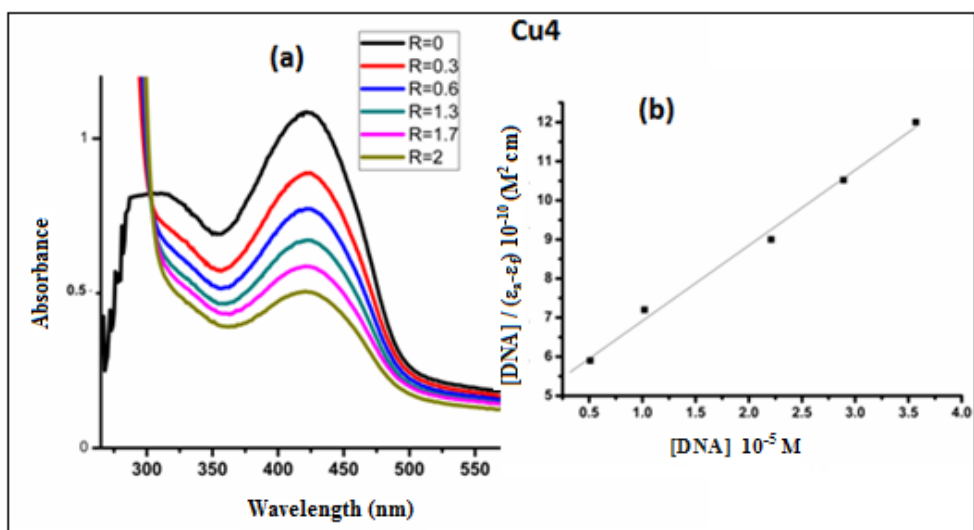 Cu4
(a)
R=0
R=0.3
R=0.6
R=1.3
R=1.7
R=2
1
0.5
0
300 350 400 450 500 550
Absorbance
Wavelength (nm)
(b)
12
11
10
9
8
7
6
5
0.5 1.0 1.5 2.0 2.5 3.0 3.5 4.0
[DNA] / (εa-εf) 10⁻¹⁰ (M² cm)
[DNA] 10⁻⁵ M